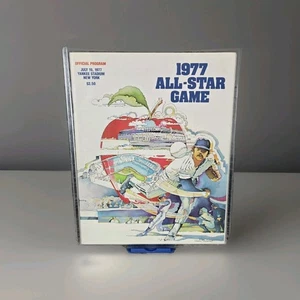 OFFICIAL PROGRAM
JULY 19, 1977
YANKEE STADIUM
NEW YORK
$2.50
1977
ALL-STAR
GAME